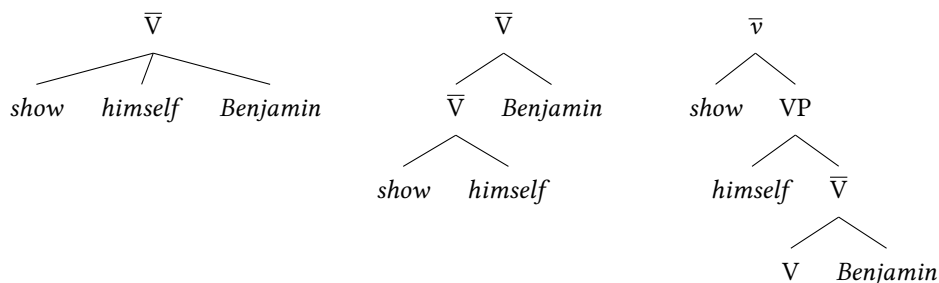 V̅ V̅ v̅
show himself Benjamin V̅ Benjamin show VP
show himself himself V̅
V Benjamin